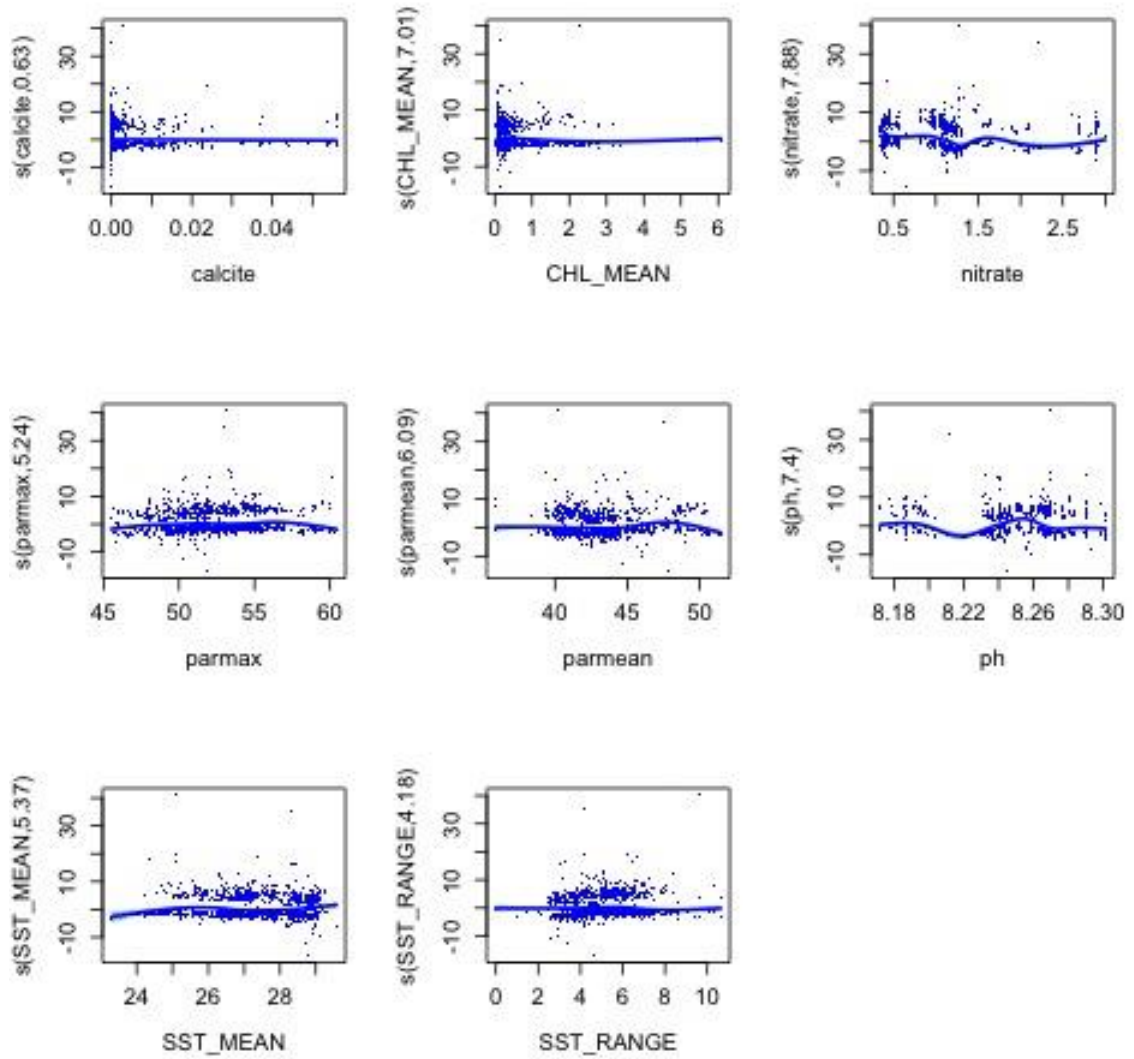 s(calcite,0.63)
-10 10 30
0.00 0.02 0.04
calcite
s(CHL_MEAN,7.01)
-10 10 30
0 1 2 3 4 5 6
CHL_MEAN
s(nitrate,7.88)
-10 10 30
0.5 1.5 2.5
nitrate
s(parmax,5.24)
-10 10 30
45 50 55 60
parmax
s(parmean,6.09)
-10 10 30
40 45 50
parmean
s(ph,7.4)
-10 10 30
8.18 8.22 8.26 8.30
ph
s(SST_MEAN,5.37)
-10 10 30
24 26 28
SST_MEAN
s(SST_RANGE,4.18)
-10 10 30
0 2 4 6 8 10
SST_RANGE